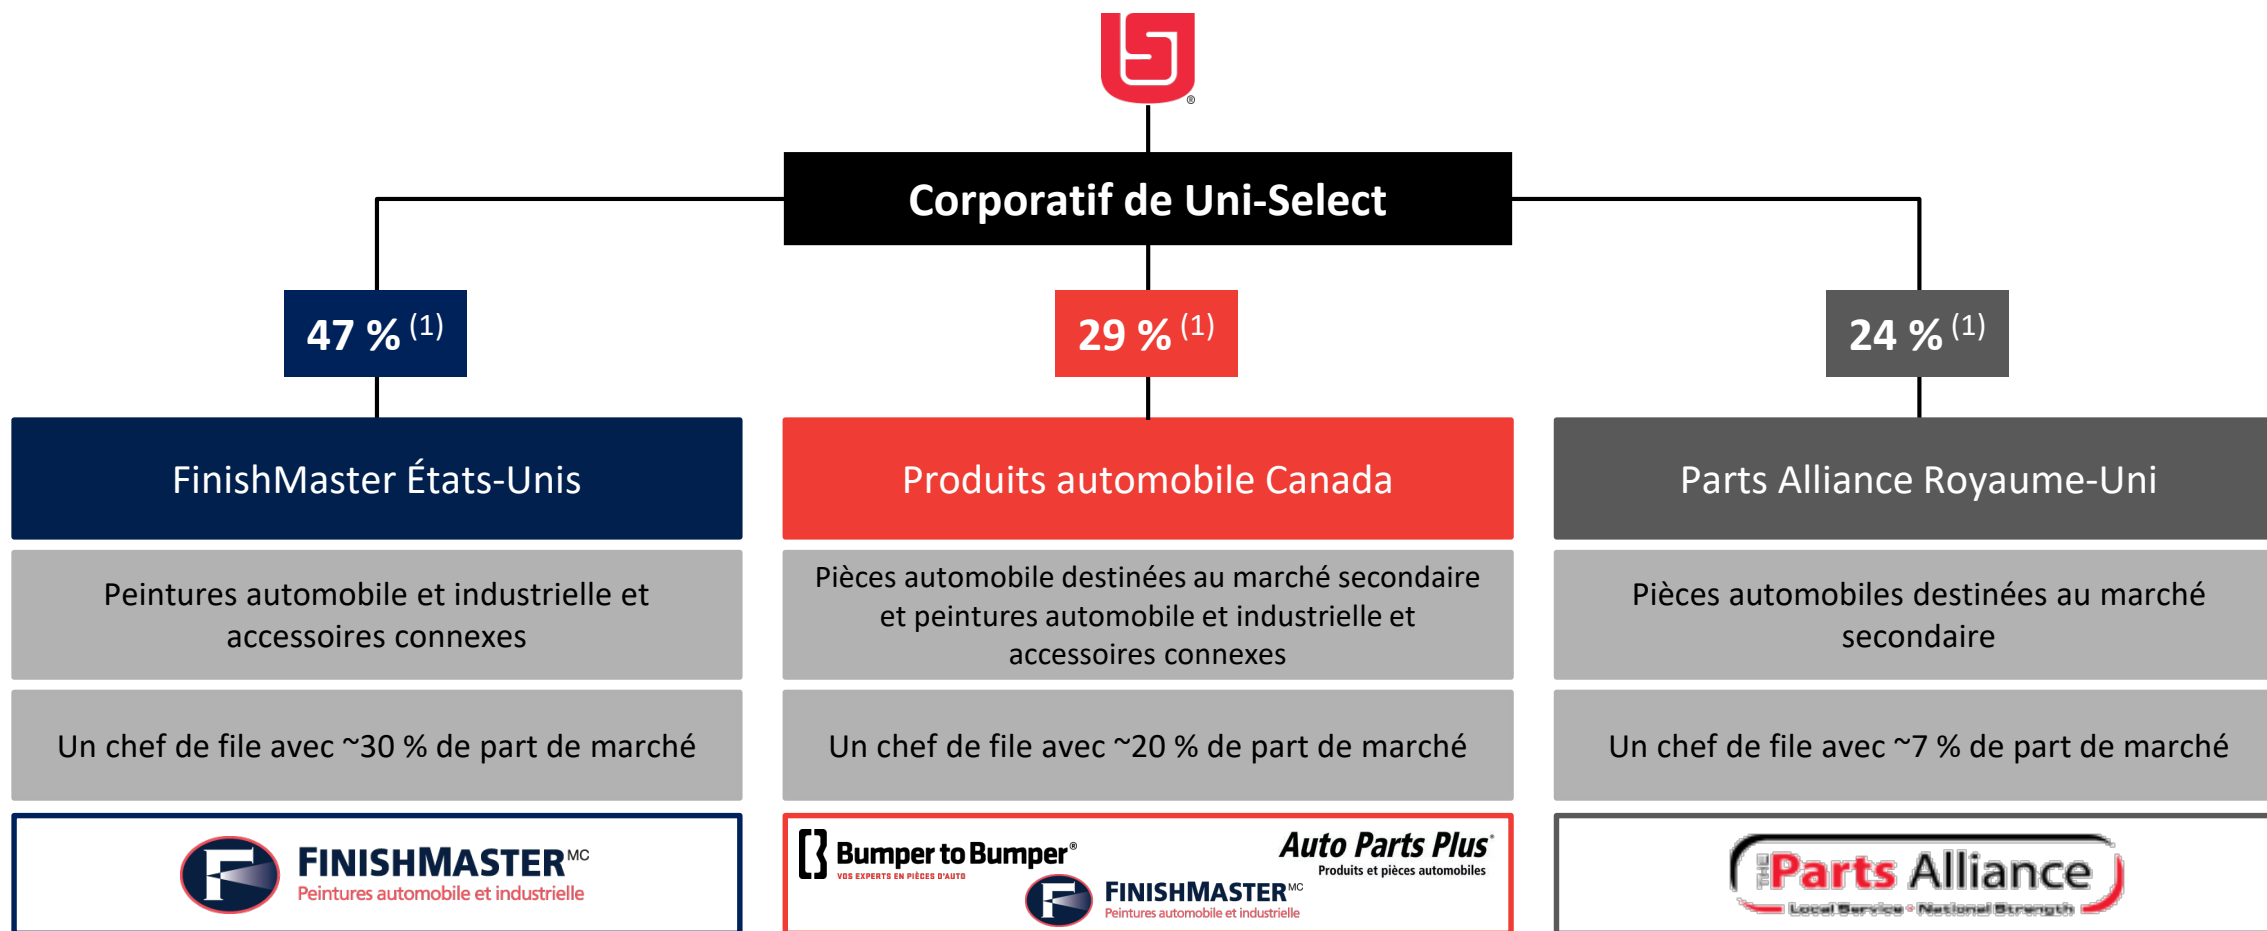 ®
Corporatif de Uni-Select
47 % (1)
29 % (1)
24 % (1)
FinishMaster États-Unis
Produits automobile Canada
Parts Alliance Royaume-Uni
Peintures automobile et industrielle et
accessoires connexes
Pièces automobile destinées au marché secondaire
et peintures automobile et industrielle et
accessoires connexes
Pièces automobiles destinées au marché
secondaire
Un chef de file avec ~30 % de part de marché
Un chef de file avec ~20 % de part de marché
Un chef de file avec ~7 % de part de marché
F
FINISHMASTER MC
Peintures automobile et industrielle
Bumper to Bumper®
VOS EXPERTS EN PIÈCES D'AUTO
Auto Parts Plus
Produits et pièces automobiles
F
FINISHMASTER MC
Peintures automobile et industrielle
THE Parts Alliance
Local Service • National Strength